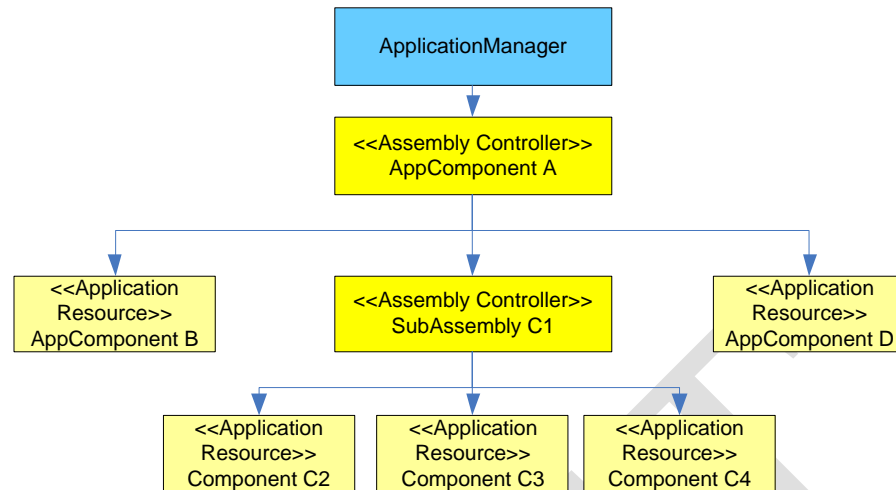 ApplicationManager
<<Assembly Controller>>
AppComponent A
<<Application
Resource>>
AppComponent B
<<Assembly Controller>>
SubAssembly C1
<<Application
Resource>>
AppComponent D
<<Application
Resource>>
Component C2
<<Application
Resource>>
Component C3
<<Application
Resource>>
Component C4